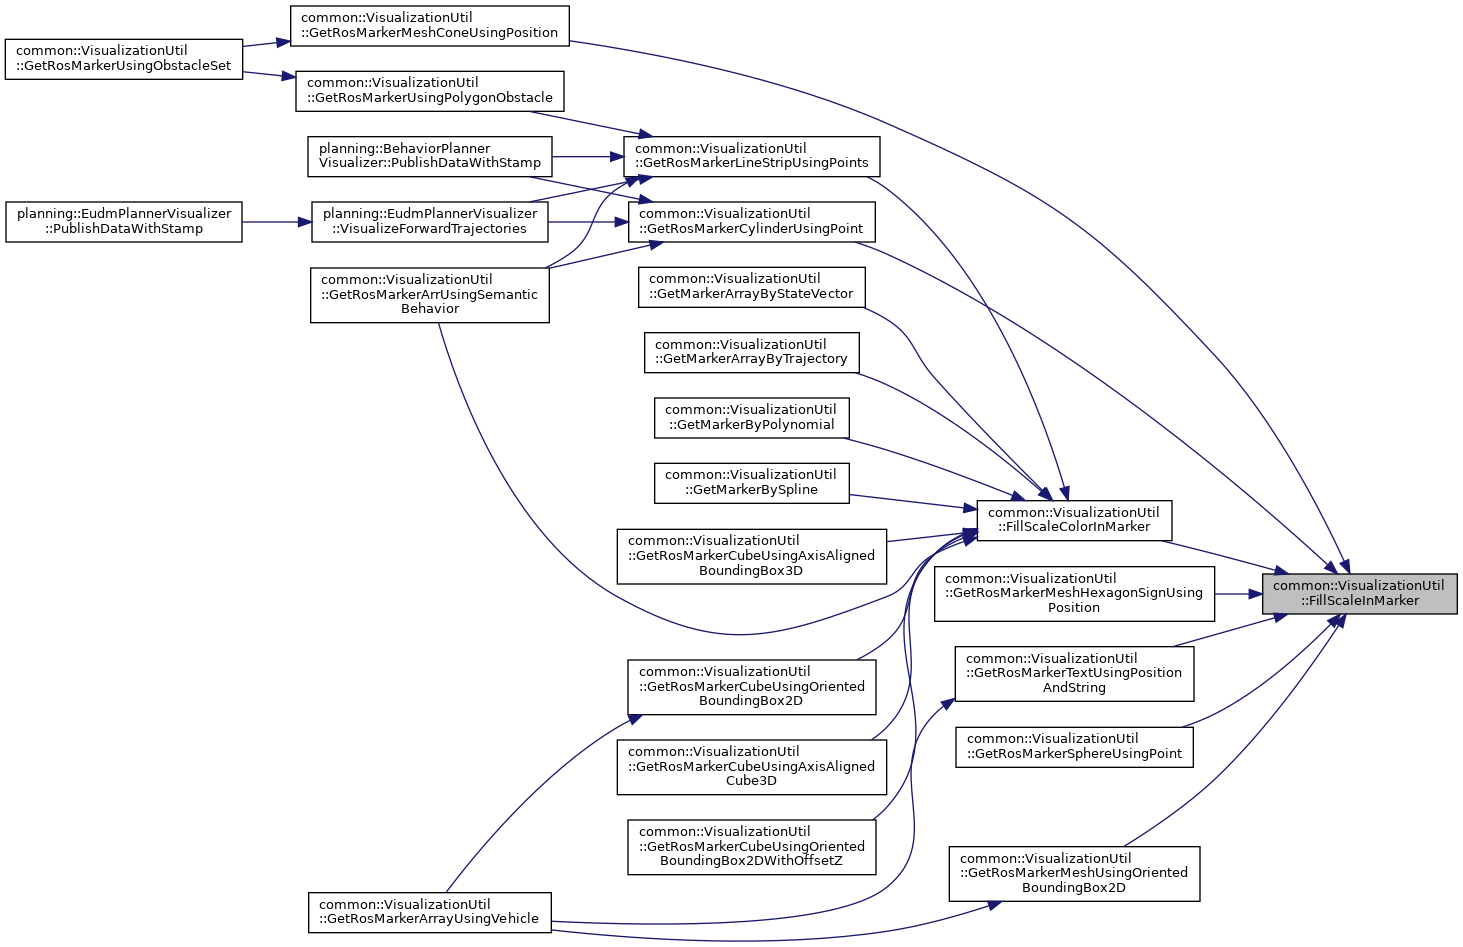 common::VisualizationUtil
::GetRosMarkerMeshConeUsingPosition
common::VisualizationUtil
::GetRosMarkerUsingObstacleSet
common::VisualizationUtil
::GetRosMarkerUsingPolygonObstacle
planning::BehaviorPlanner
Visualizer::PublishDataWithStamp
common::VisualizationUtil
::GetRosMarkerLineStripUsingPoints
planning::EudmPlannerVisualizer
::PublishDataWithStamp
planning::EudmPlannerVisualizer
::VisualizeForwardTrajectories
common::VisualizationUtil
::GetRosMarkerCylinderUsingPoint
common::VisualizationUtil
::GetRosMarkerArrUsingSemantic
Behavior
common::VisualizationUtil
::GetMarkerArrayByStateVector
common::VisualizationUtil
::GetMarkerArrayByTrajectory
common::VisualizationUtil
::GetMarkerByPolynomial
common::VisualizationUtil
::GetMarkerBySpline
common::VisualizationUtil
::FillScaleColorInMarker
common::VisualizationUtil
::GetRosMarkerCubeUsingAxisAligned
BoundingBox3D
common::VisualizationUtil
::GetRosMarkerMeshHexagonSignUsing
Position
common::VisualizationUtil
::FillScaleInMarker
common::VisualizationUtil
::GetRosMarkerTextUsingPosition
AndString
common::VisualizationUtil
::GetRosMarkerCubeUsingOriented
BoundingBox2D
common::VisualizationUtil
::GetRosMarkerSphereUsingPoint
common::VisualizationUtil
::GetRosMarkerCubeUsingAxisAligned
Cube3D
common::VisualizationUtil
::GetRosMarkerCubeUsingOriented
BoundingBox2DWithOffsetZ
common::VisualizationUtil
::GetRosMarkerMeshUsingOriented
BoundingBox2D
common::VisualizationUtil
::GetRosMarkerArrayUsingVehicle